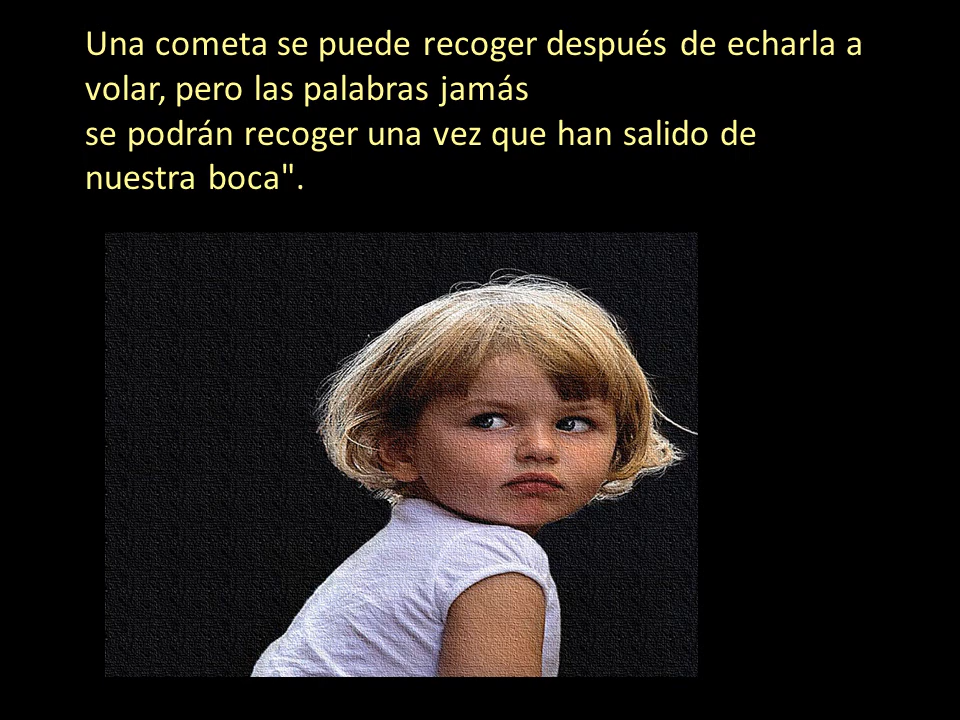 Una cometa se puede recoger después de echarla a
volar, pero las palabras jamás
se podrán recoger una vez que han salido de
nuestra boca".